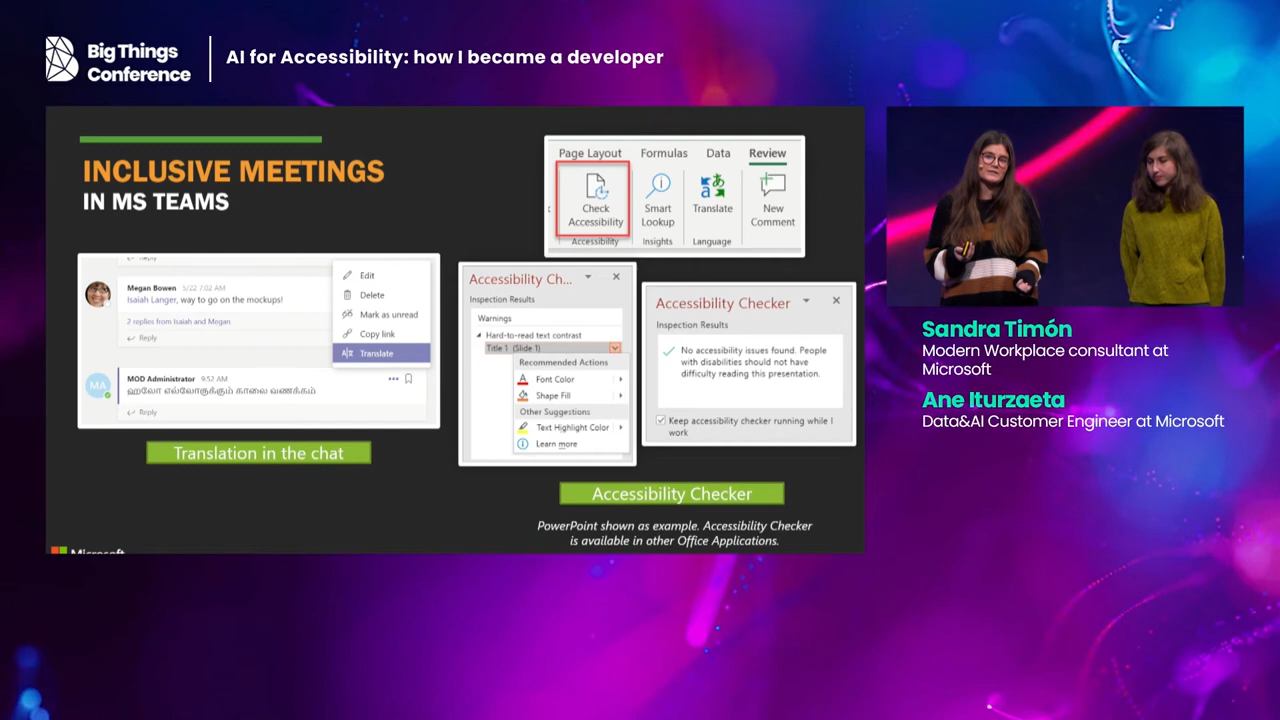 Big Things
Conference
AI for Accessibility: how I became a developer
INCLUSIVE MEETINGS
IN MS TEAMS
Reply
Megan Bowen 5/22 7:02 AM
Isaiah Langer, way to go on the mockups!
2 replies from Isaiah and Megan
Reply
MOD Administrator 9:52 AM
MA
ஹலோ எல்லோருக்கும் காலை வணக்கம்
Reply
Edit
Delete
Mark as unread
Copy link
Translate
Translation in the chat
Page Layout Formulas Data Review
Check
Accessibility
Smart
Lookup
Translate
New
Comment
Accessibility Insights Language
Accessibility Ch...
Inspection Results
Warnings
Hard-to-read text contrast
Title 1 (Slide 1)
Recommended Actions
Font Color
Shape Fill
Other Suggestions
Text Highlight Color
Learn more
Accessibility Checker
Inspection Results
No accessibility issues found. People
with disabilities should not have
difficulty reading this presentation.
Keep accessibility checker running while I
work
Accessibility Checker
PowerPoint shown as example. Accessibility Checker
is available in other Office Applications.
Microsoft
Sandra Timón
Modern Workplace consultant at
Microsoft
Ane Iturzaeta
Data&AI Customer Engineer at Microsoft